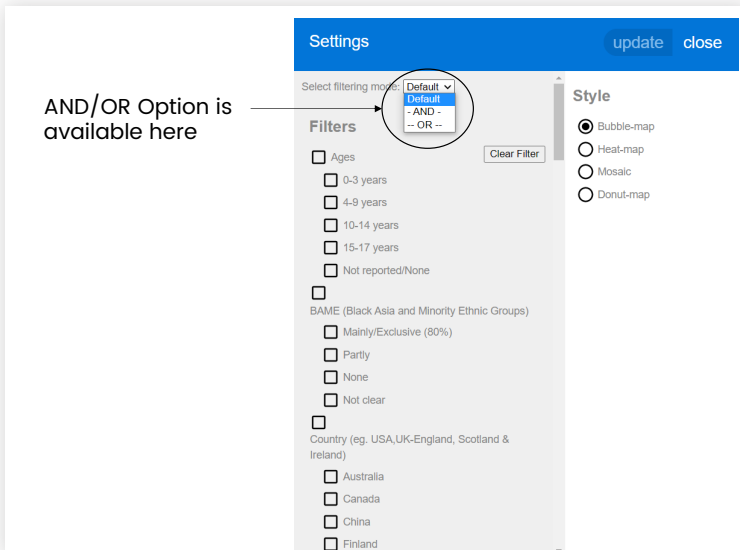 Settings
update close
AND/OR Option is
available here
Select filtering mode: Default
Default
- AND -
-- OR --
Filters
Clear Filter
Ages
0-3 years
4-9 years
10-14 years
15-17 years
Not reported/None
BAME (Black Asia and Minority Ethnic Groups)
Mainly/Exclusive (80%)
Partly
None
Not clear
Country (eg. USA,UK-England, Scotland &
Ireland)
Australia
Canada
China
Finland
Style
Bubble-map
Heat-map
Mosaic
Donut-map